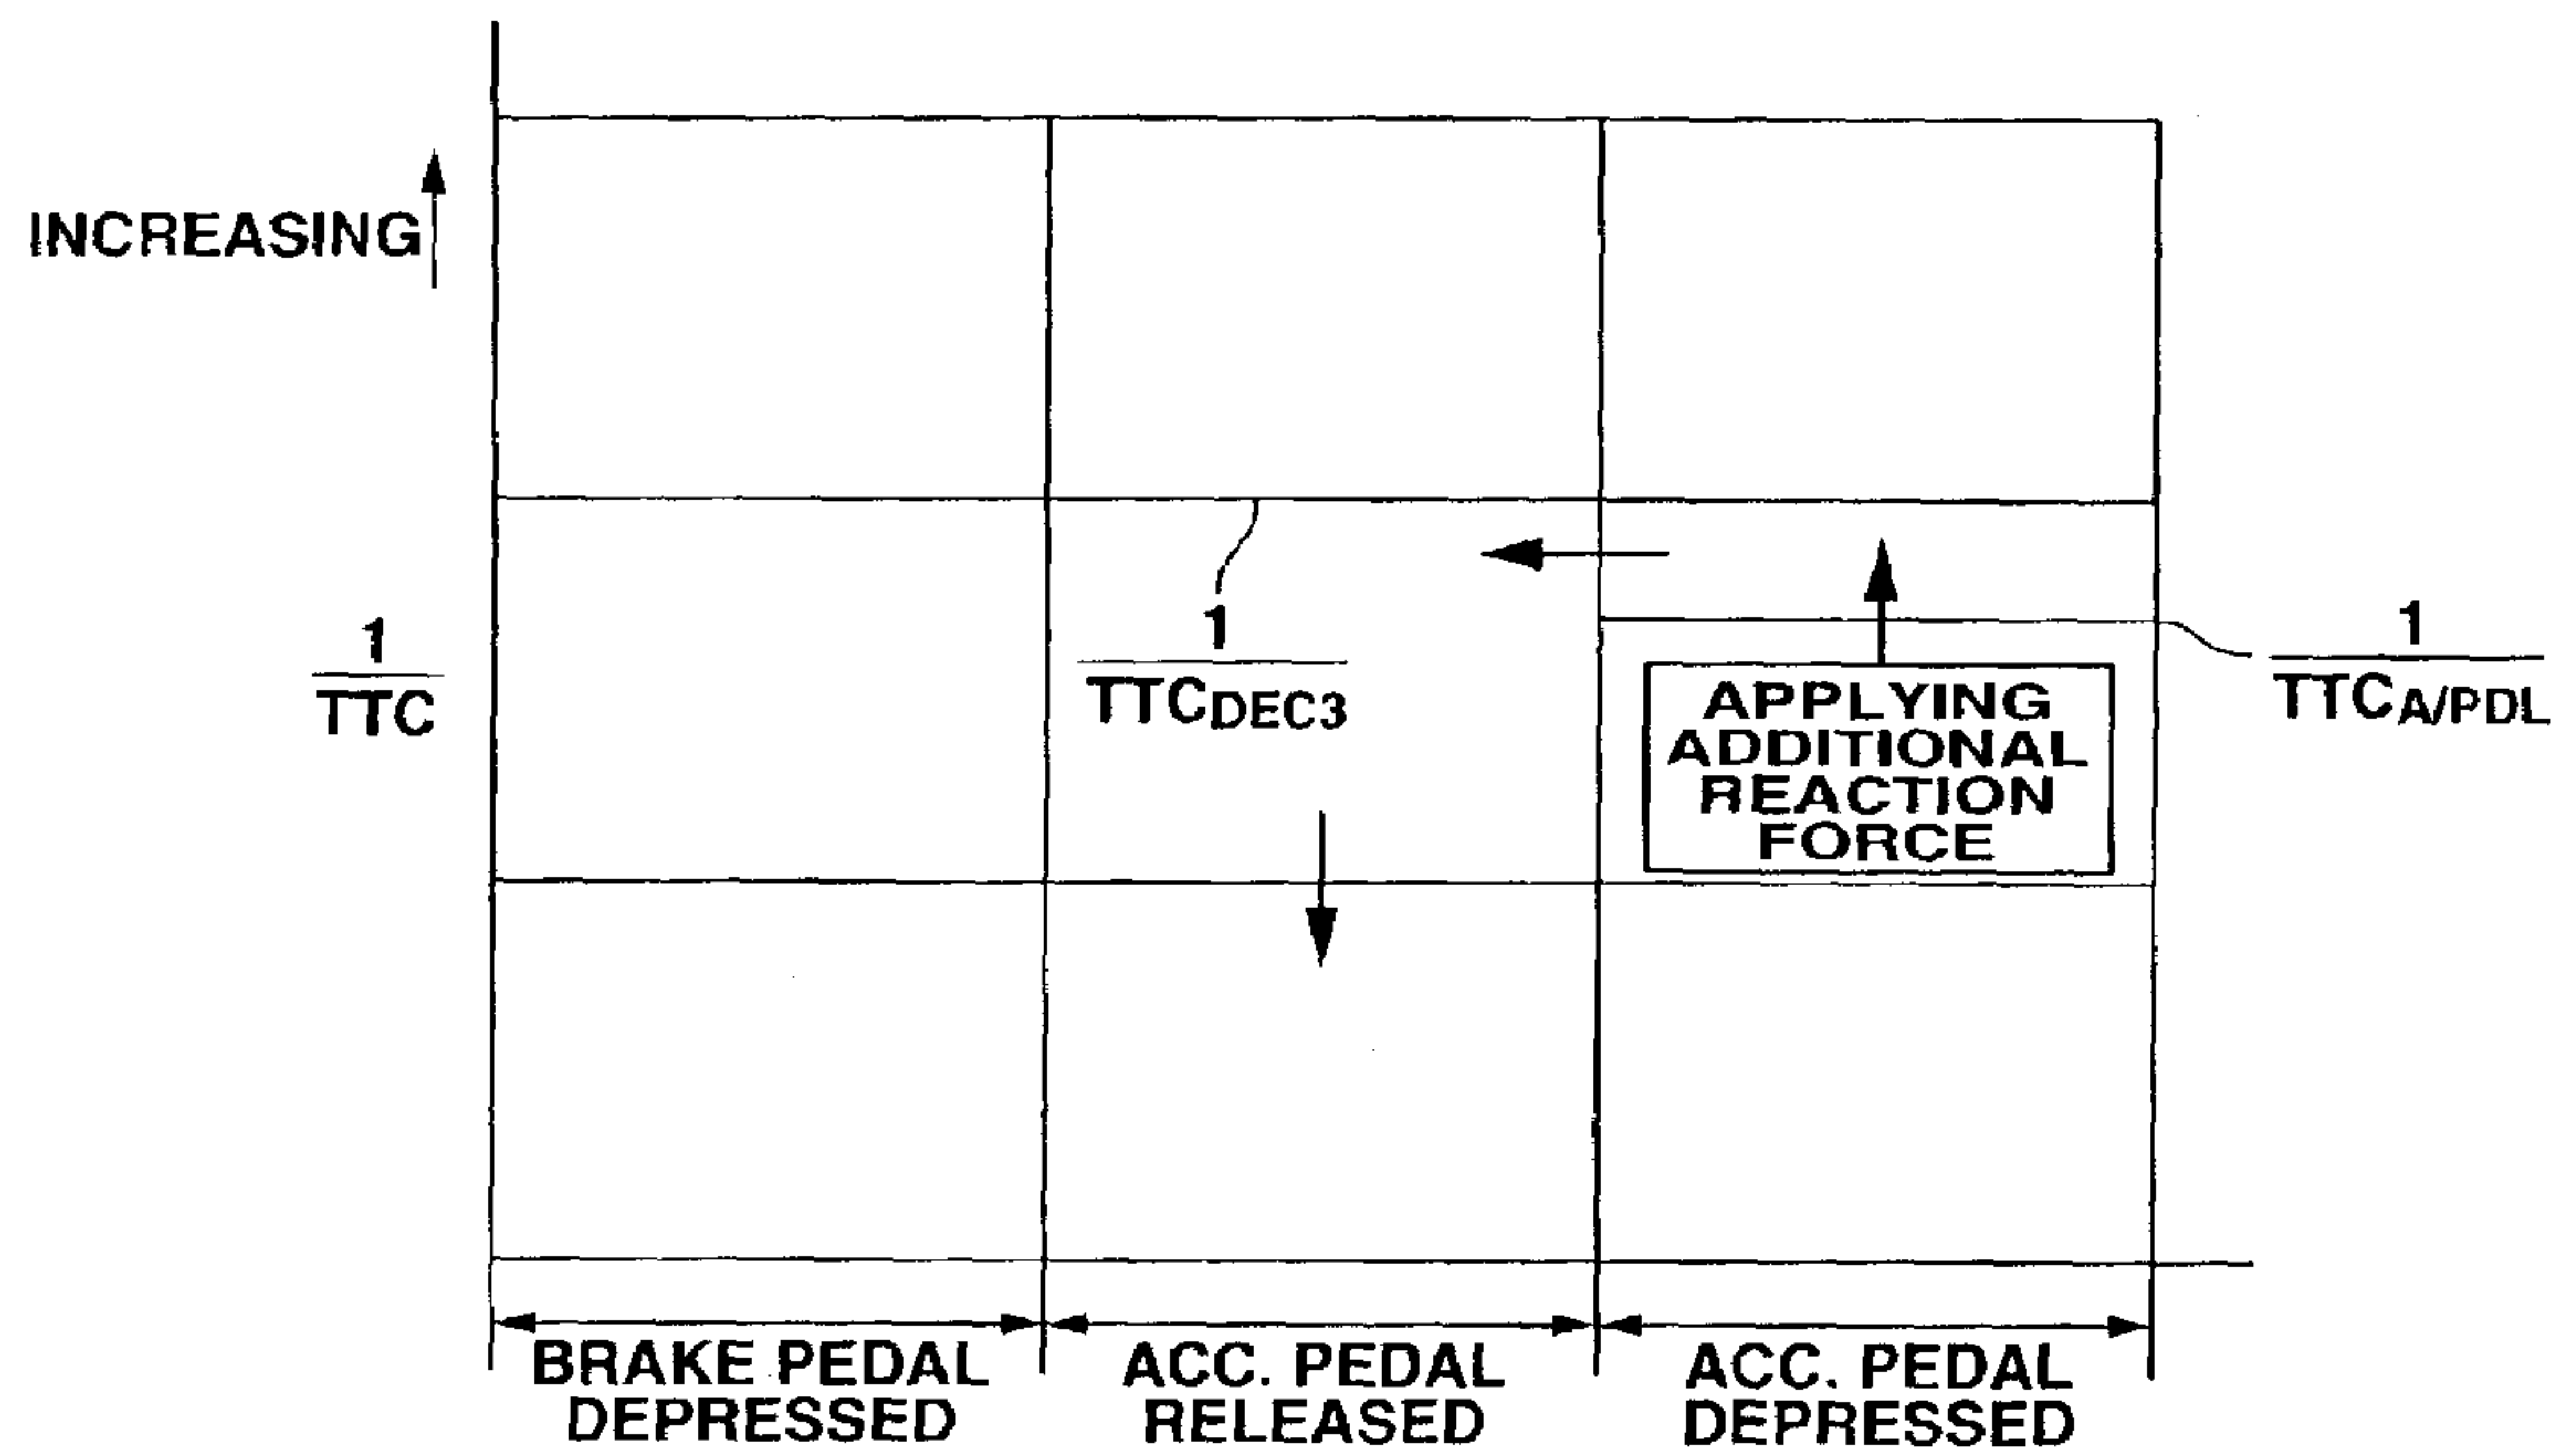 INCREASING
1
TTC
1
TTCDEC3
APPLYING
ADDITIONAL
REACTION
FORCE
1
TTCA/PDL
BRAKE PEDAL
DEPRESSED
ACC. PEDAL
RELEASED
ACC. PEDAL
DEPRESSED